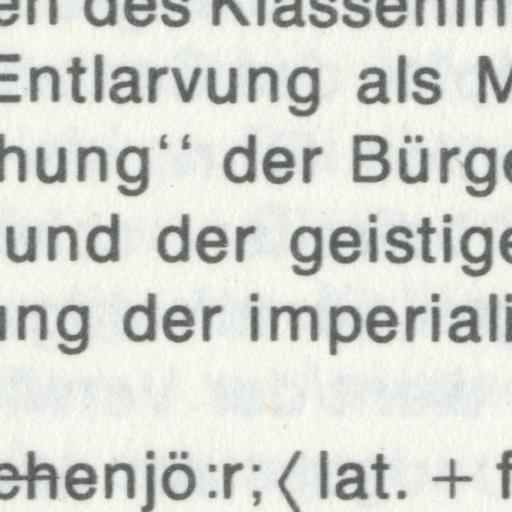 en des Klassenin
Entlarvung als M
hung“ der Bürge
und der geistige
ung der imperiali
ehenjö:r; ⟨lat. + f